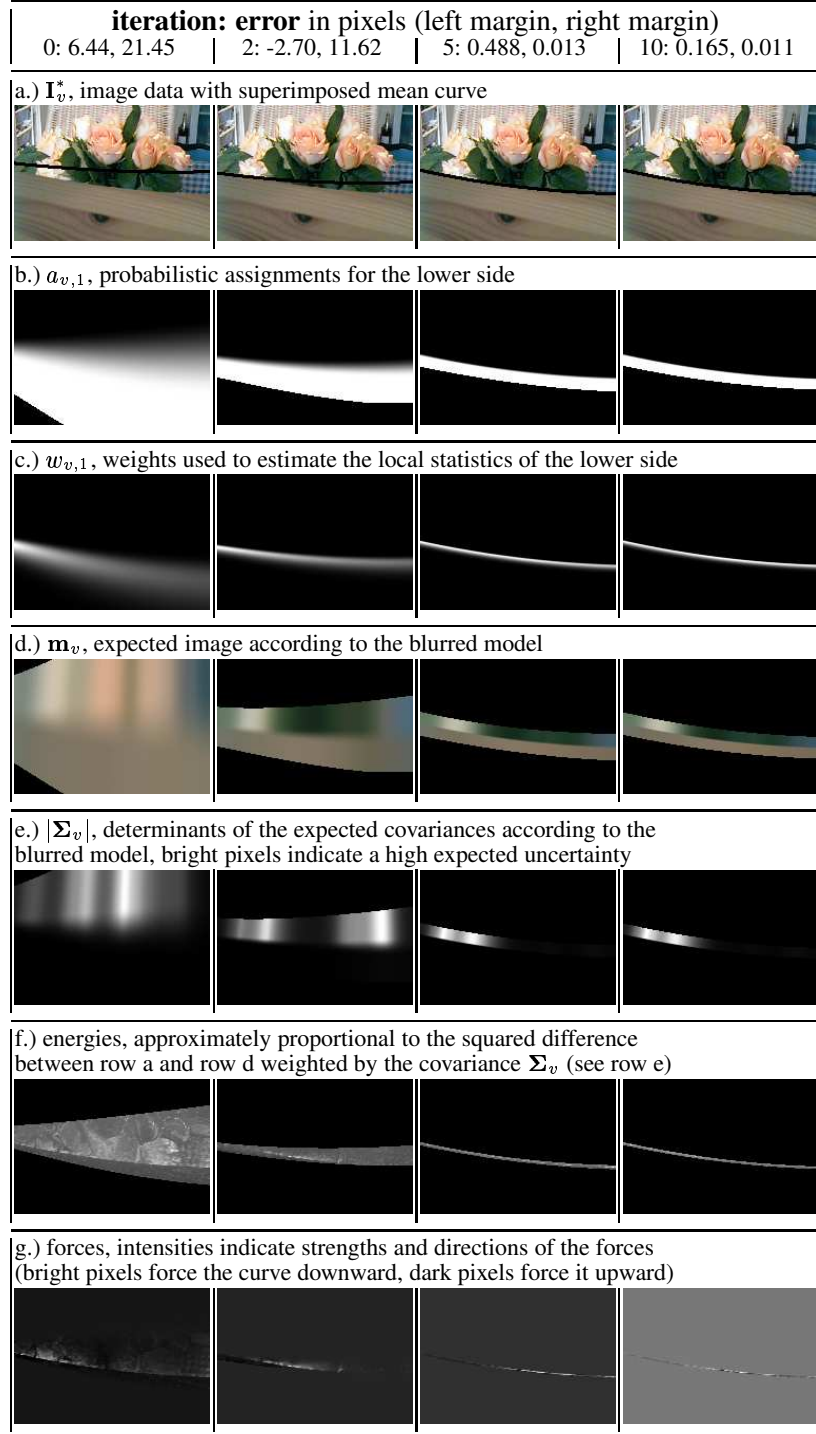 iteration: error in pixels (left margin, right margin)
0: 6.44, 21.45 | 2: -2.70, 11.62 | 5: 0.488, 0.013 | 10: 0.165, 0.011
a.) I*v, image data with superimposed mean curve
b.) av,1, probabilistic assignments for the lower side
c.) wv,1, weights used to estimate the local statistics of the lower side
d.) mv, expected image according to the blurred model
e.) |Σv|, determinants of the expected covariances according to the
blurred model, bright pixels indicate a high expected uncertainty
f.) energies, approximately proportional to the squared difference
between row a and row d weighted by the covariance Σv (see row e)
g.) forces, intensities indicate strengths and directions of the forces
(bright pixels force the curve downward, dark pixels force it upward)